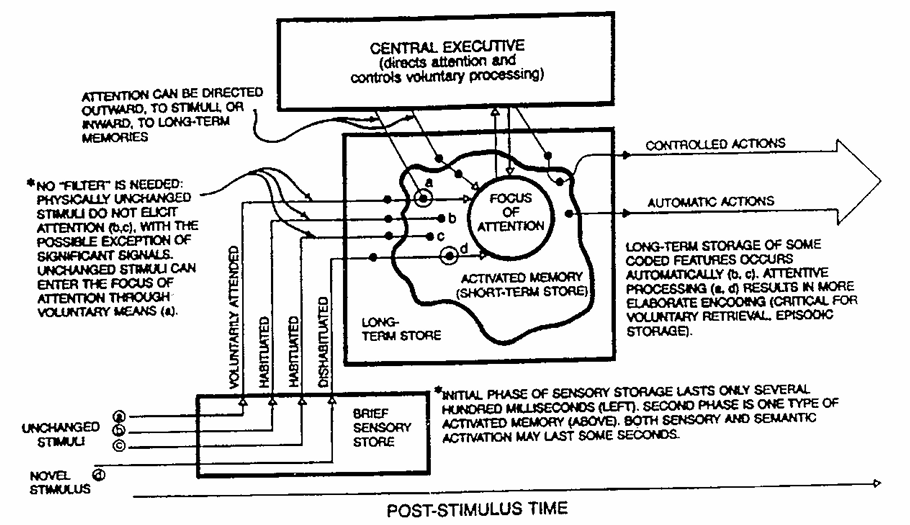 CENTRAL EXECUTIVE
(directs attention and
controls voluntary processing)
ATTENTION CAN BE DIRECTED
OUTWARD, TO STIMULI, OR
INWARD, TO LONG-TERM
MEMORIES
*NO "FILTER" IS NEEDED:
PHYSICALLY UNCHANGED
STIMULI DO NOT ELICIT
ATTENTION (b,c), WITH THE
POSSIBLE EXCEPTION OF
SIGNIFICANT SIGNALS.
UNCHANGED STIMULI CAN
ENTER THE FOCUS OF
ATTENTION THROUGH
VOLUNTARY MEANS (a).
a
b
c
d
FOCUS
OF
ATTENTION
ACTIVATED MEMORY
(SHORT-TERM STORE)
LONG-
TERM STORE
CONTROLLED ACTIONS
AUTOMATIC ACTIONS
LONG-TERM STORAGE OF SOME
CODED FEATURES OCCURS
AUTOMATICALLY (b, c). ATTENTIVE
PROCESSING (a, d) RESULTS IN MORE
ELABORATE ENCODING (CRITICAL FOR
VOLUNTARY RETRIEVAL, EPISODIC
STORAGE).
VOLUNTARILY ATTENDED
HABITUATED
HABITUATED
DISHABITUATED
BRIEF
SENSORY
STORE
*INITIAL PHASE OF SENSORY STORAGE LASTS ONLY SEVERAL
HUNDRED MILLISECONDS (LEFT). SECOND PHASE IS ONE TYPE OF
ACTIVATED MEMORY (ABOVE). BOTH SENSORY AND SEMANTIC
ACTIVATION MAY LAST SOME SECONDS.
UNCHANGED
STIMULI
a
b
c
NOVEL
STIMULUS
d
POST-STIMULUS TIME